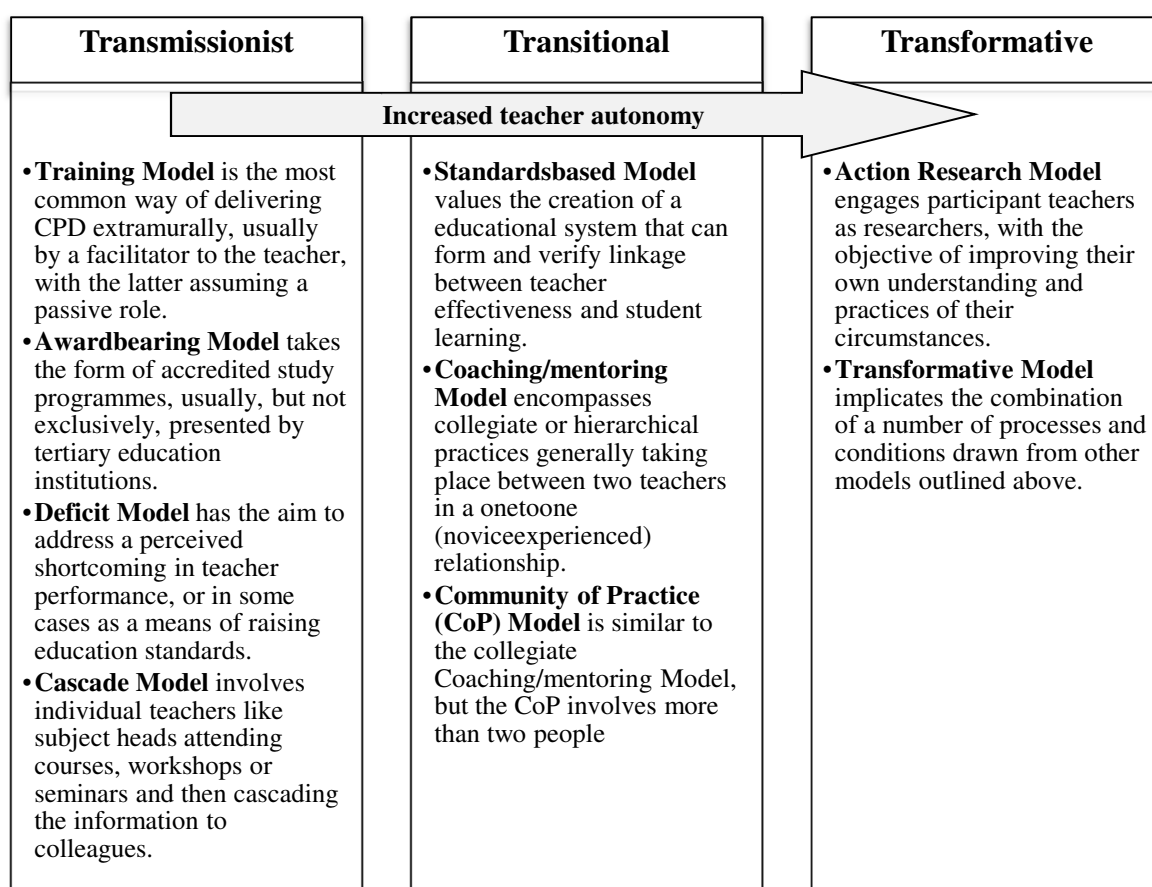 Transmissionist
Transitional
Transformative
Increased teacher autonomy
•Training Model is the most
common way of delivering
CPD extramurally, usually
by a facilitator to the teacher,
with the latter assuming a
passive role.
•Awardbearing Model takes
the form of accredited study
programmes, usually, but not
exclusively, presented by
tertiary education
institutions.
•Deficit Model has the aim to
address a perceived
shortcoming in teacher
performance, or in some
cases as a means of raising
education standards.
•Cascade Model involves
individual teachers like
subject heads attending
courses, workshops or
seminars and then cascading
the information to
colleagues.
•Standardsbased Model
values the creation of a
educational system that can
form and verify linkage
between teacher
effectiveness and student
learning.
•Coaching/mentoring
Model encompasses
collegiate or hierarchical
practices generally taking
place between two teachers
in a onetoone
(noviceexperienced)
relationship.
•Community of Practice
(CoP) Model is similar to
the collegiate
Coaching/mentoring Model,
but the CoP involves more
than two people
•Action Research Model
engages participant teachers
as researchers, with the
objective of improving their
own understanding and
practices of their
circumstances.
•Transformative Model
implicates the combination
of a number of processes and
conditions drawn from other
models outlined above.